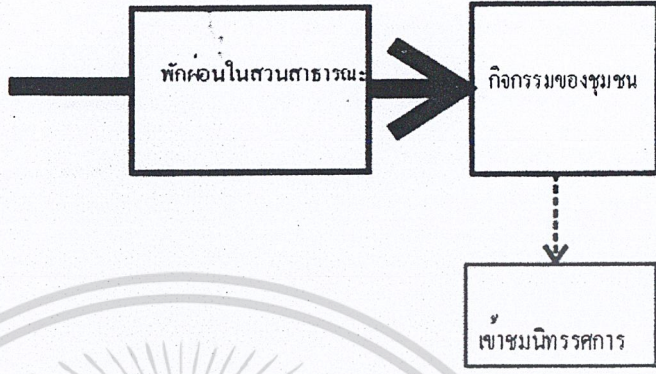 พักผ่อนในสวนสาธารณะ
กิจกรรมของชุมชน
เข้าชมนิทรรศการ